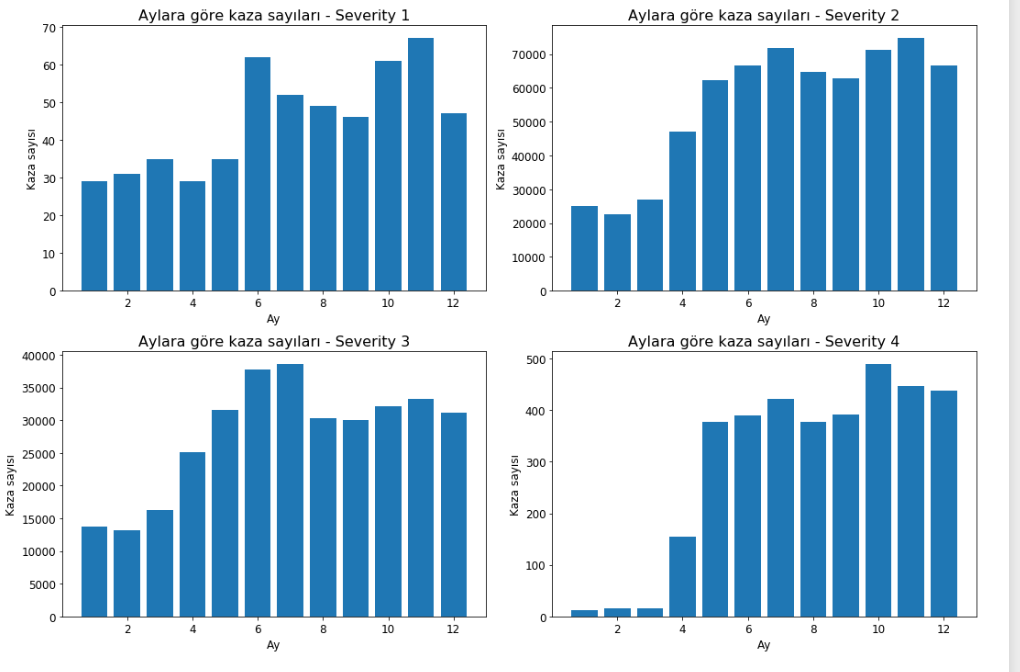 Aylara göre kaza sayıları - Severity 1
Kaza sayısı
70
60
50
40
30
20
10
0
2 4 6 8 10 12
Ay
Aylara göre kaza sayıları - Severity 2
Kaza sayısı
70000
60000
50000
40000
30000
20000
10000
0
2 4 6 8 10 12
Ay
Aylara göre kaza sayıları - Severity 3
Kaza sayısı
40000
35000
30000
25000
20000
15000
10000
5000
0
2 4 6 8 10 12
Ay
Aylara göre kaza sayıları - Severity 4
Kaza sayısı
500
400
300
200
100
0
2 4 6 8 10 12
Ay